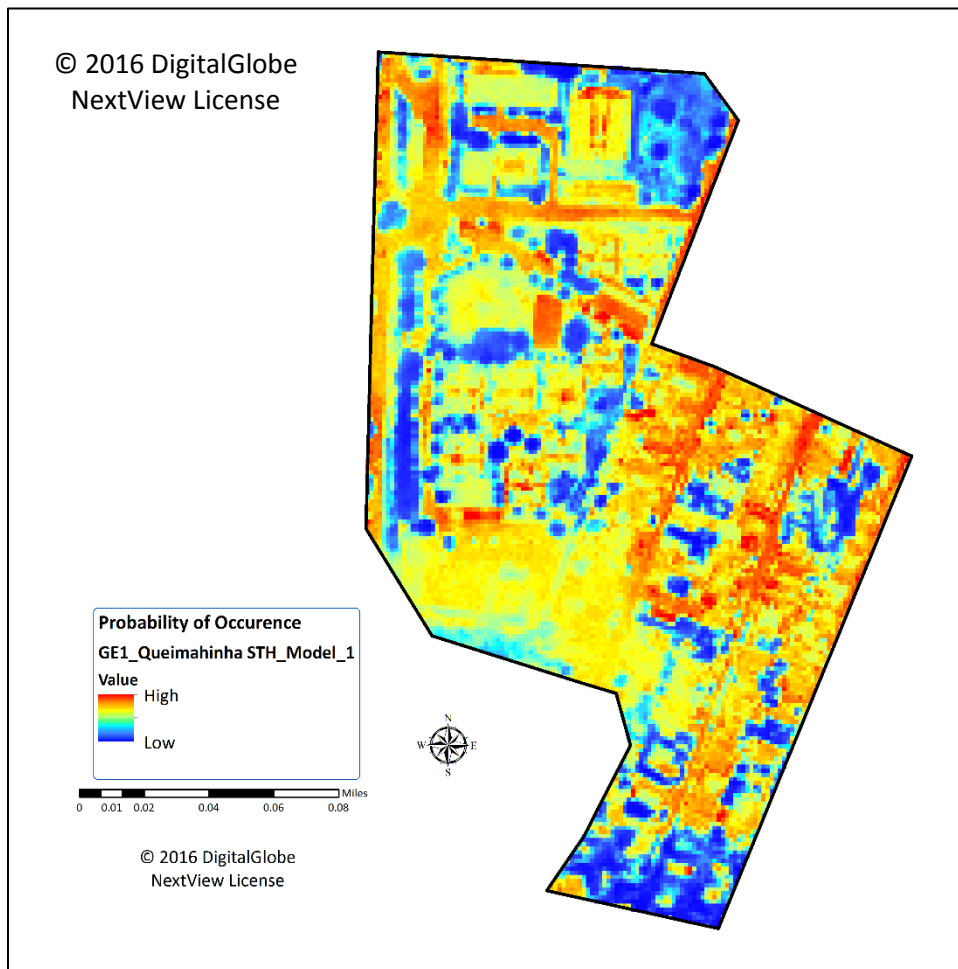 © 2016 DigitalGlobe
NextView License
Probability of Occurence
GE1_Queimahinha STH_Model_1
Value
High
Low
N
W E
S
Miles
0 0.01 0.02 0.04 0.06 0.08
© 2016 DigitalGlobe
NextView License